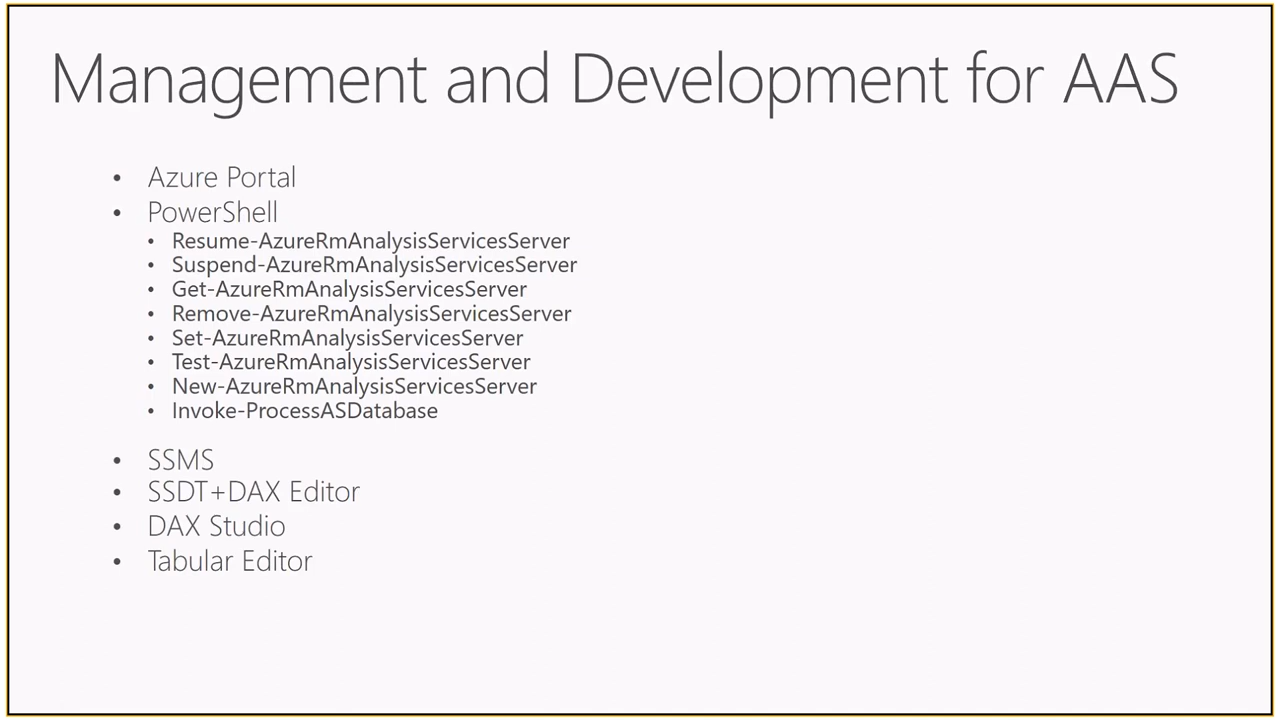 Management and Development for AAS
• Azure Portal
• PowerShell
• Resume-AzureRmAnalysisServicesServer
• Suspend-AzureRmAnalysisServicesServer
• Get-AzureRmAnalysisServicesServer
• Remove-AzureRmAnalysisServicesServer
• Set-AzureRmAnalysisServicesServer
• Test-AzureRmAnalysisServicesServer
• New-AzureRmAnalysisServicesServer
• Invoke-ProcessASDatabase
• SSMS
• SSDT+DAX Editor
• DAX Studio
• Tabular Editor